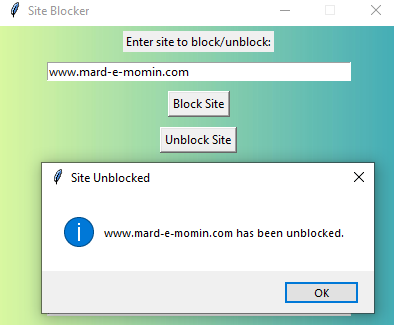 Site Blocker
Enter site to block/unblock:
www.mard-e-momin.com
Block Site
Unblock Site
Site Unblocked
www.mard-e-momin.com has been unblocked.
OK